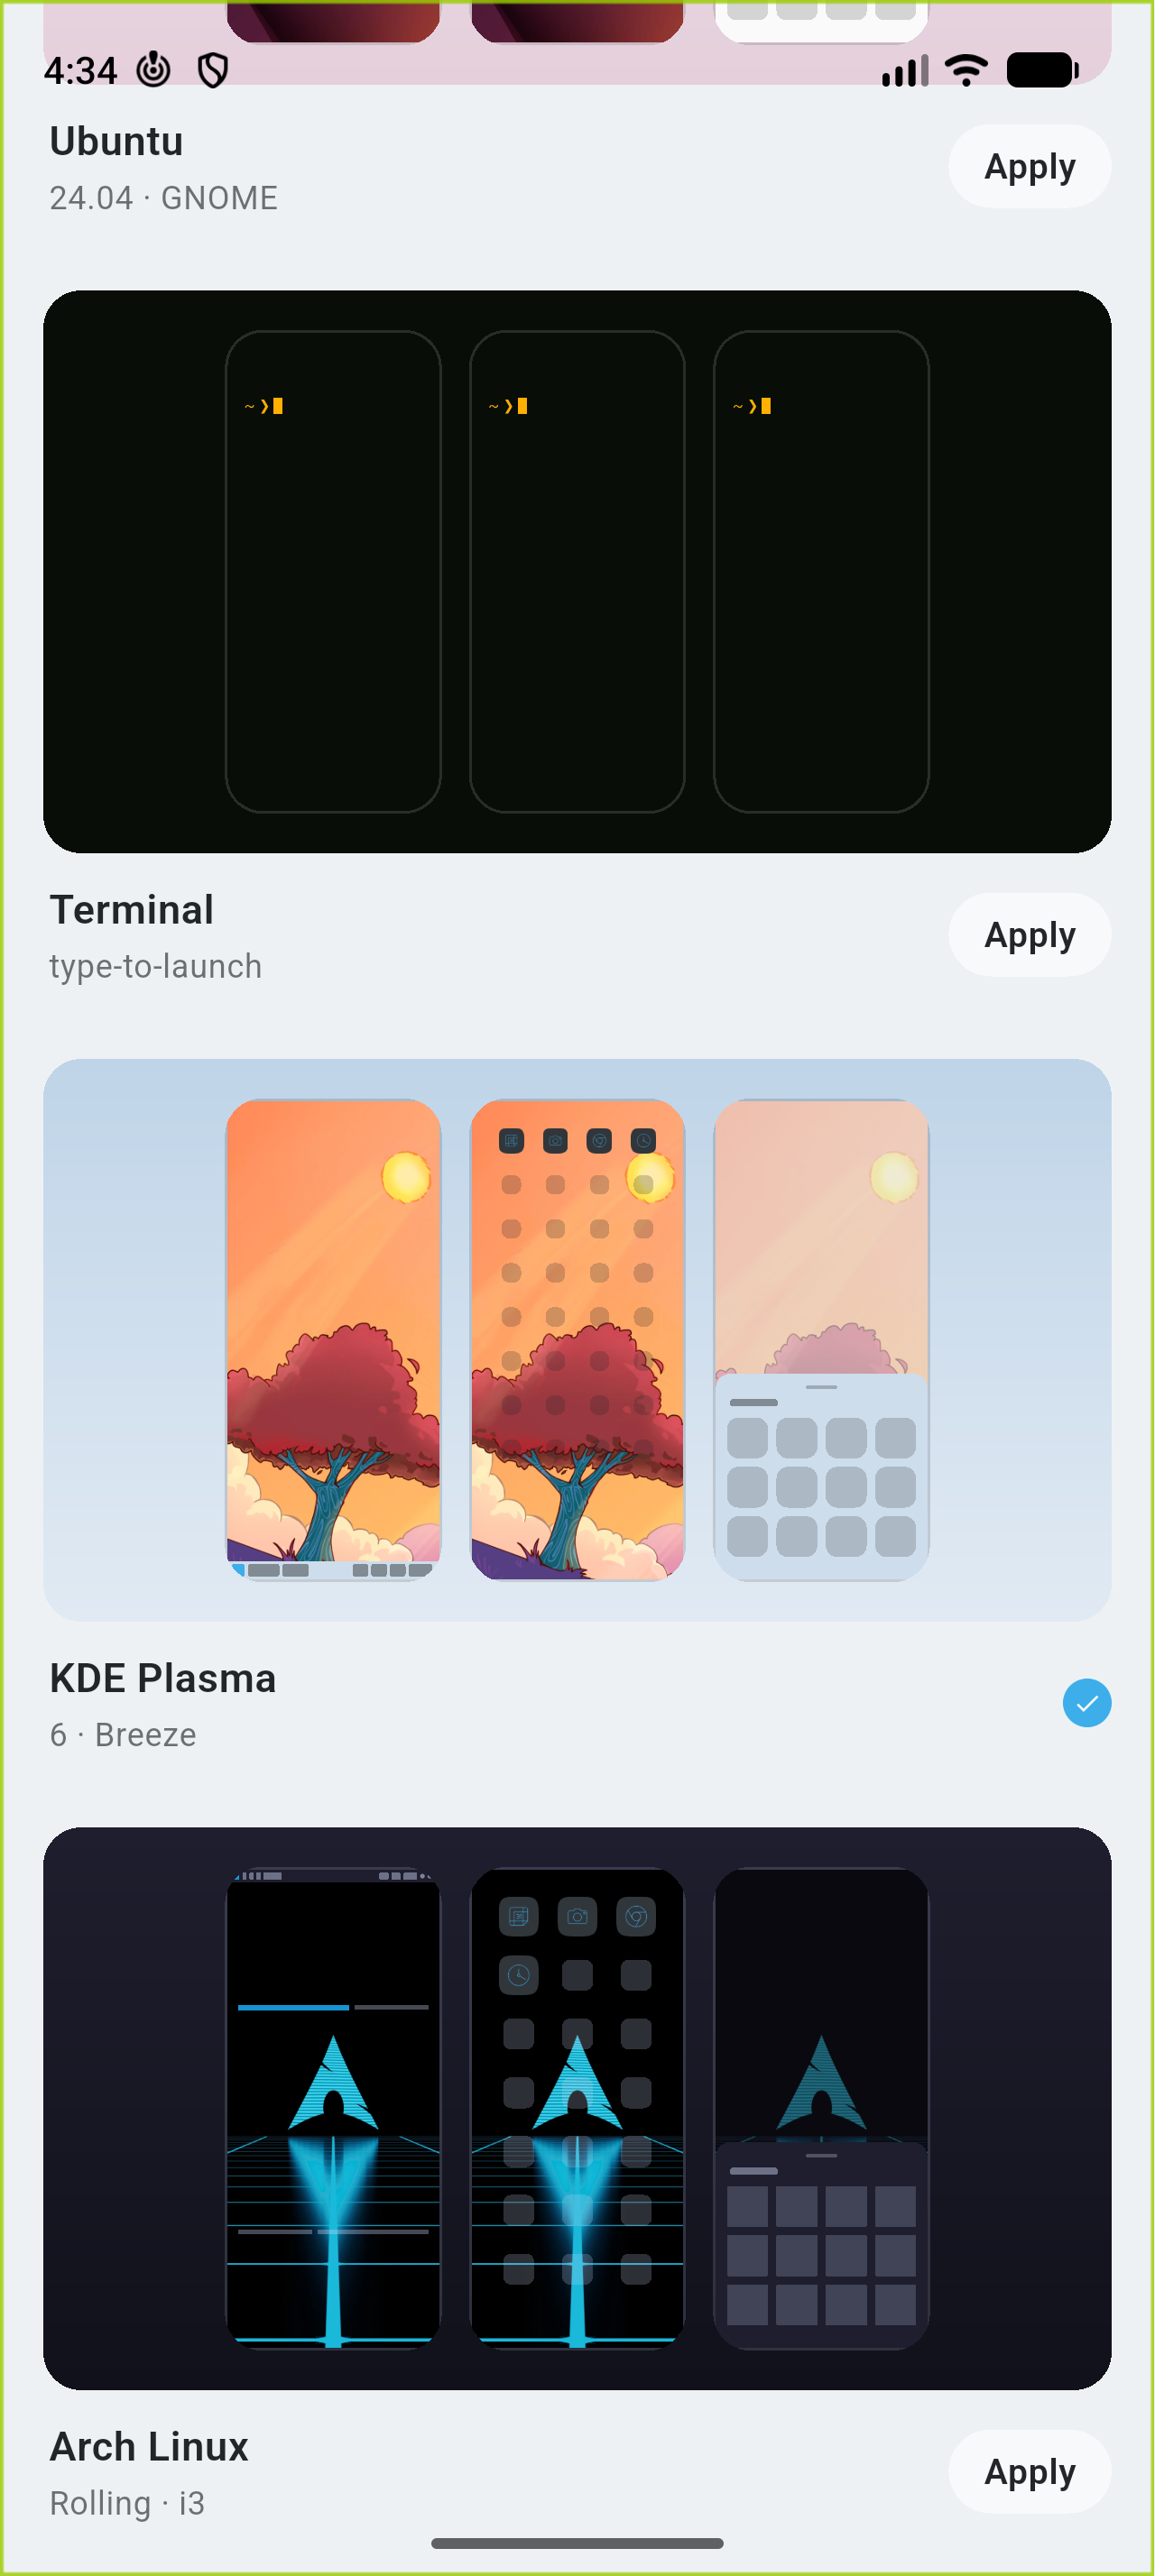 4:34
Ubuntu
Apply
24.04 · GNOME
~ ❯ ~ ❯ ~ ❯
Terminal
Apply
type-to-launch
KDE Plasma
6 · Breeze
Arch Linux
Apply
Rolling · i3